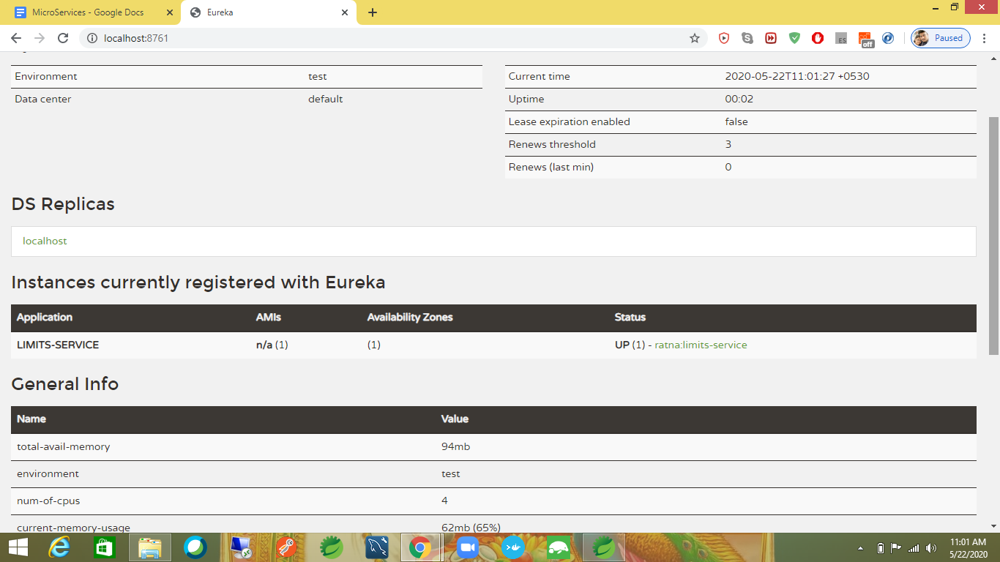 MicroServices - Google Docs
Eureka
localhost:8761
ES
off
Paused
Environment test
Data center default
Current time 2020-05-22T11:01:27 +0530
Uptime 00:02
Lease expiration enabled false
Renews threshold 3
Renews (last min) 0
DS Replicas
localhost
Instances currently registered with Eureka
Application AMIs Availability Zones Status
LIMITS-SERVICE n/a (1) (1) UP (1) - ratna:limits-service
General Info
Name Value
total-avail-memory 94mb
environment test
num-of-cpus 4
current-memory-usage 62mb (65%)
11:01 AM
5/22/2020